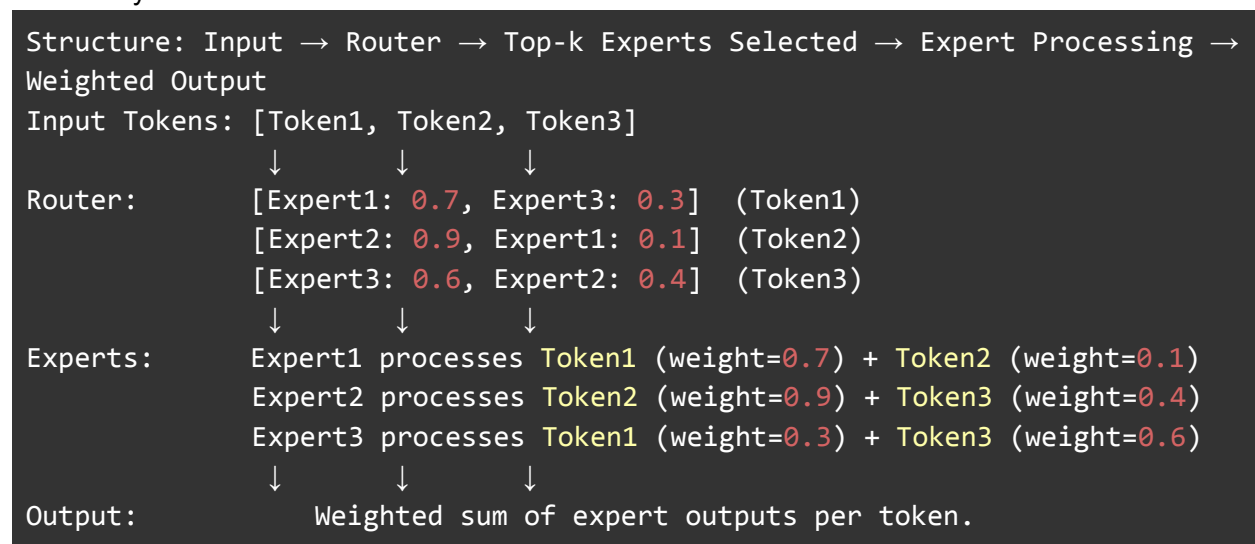 Structure: Input → Router → Top-k Experts Selected → Expert Processing →
Weighted Output
Input Tokens: [Token1, Token2, Token3]
↓ ↓ ↓
Router: [Expert1: 0.7, Expert3: 0.3] (Token1)
[Expert2: 0.9, Expert1: 0.1] (Token2)
[Expert3: 0.6, Expert2: 0.4] (Token3)
↓ ↓ ↓
Experts: Expert1 processes Token1 (weight=0.7) + Token2 (weight=0.1)
Expert2 processes Token2 (weight=0.9) + Token3 (weight=0.4)
Expert3 processes Token1 (weight=0.3) + Token3 (weight=0.6)
↓ ↓ ↓
Output: Weighted sum of expert outputs per token.